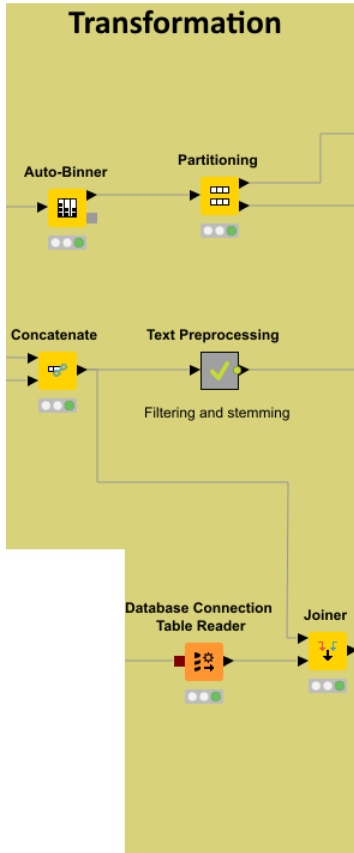 Transformation
Partitioning
Auto-Binner
Concatenate
Text Preprocessing
Filtering and stemming
Database Connection
Table Reader
Joiner